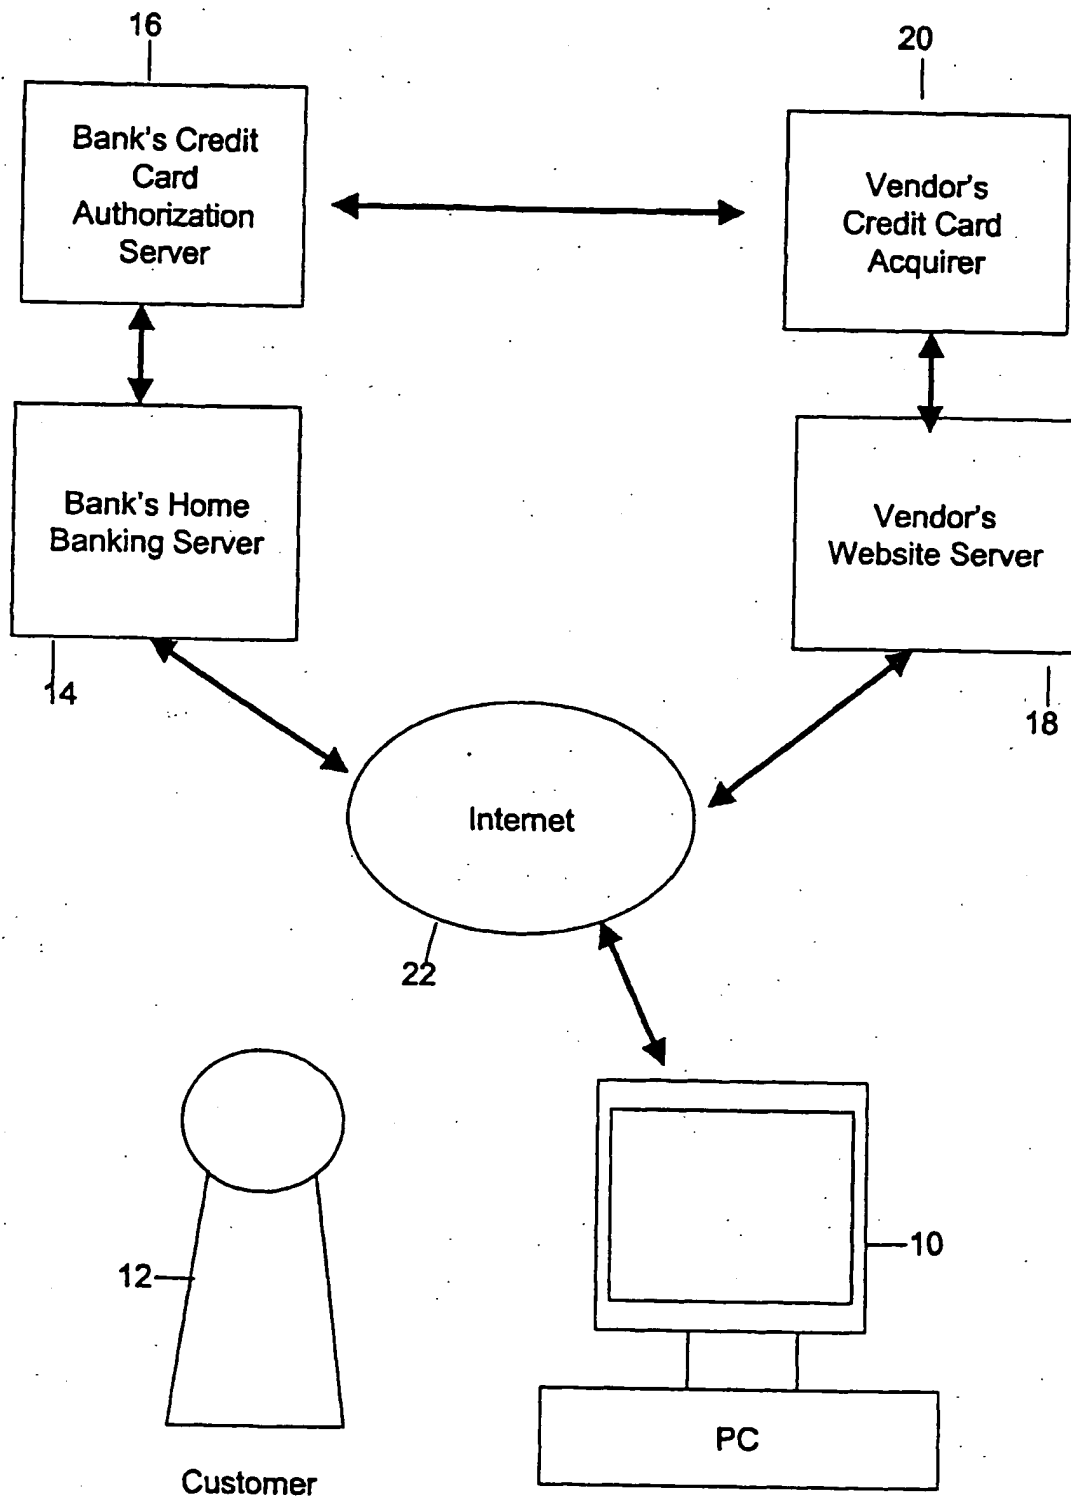 16
20
Bank's Credit
Card
Authorization
Server
Vendor's
Credit Card
Acquirer
Bank's Home
Banking Server
Vendor's
Website Server
14
18
Internet
22
12
10
PC
Customer